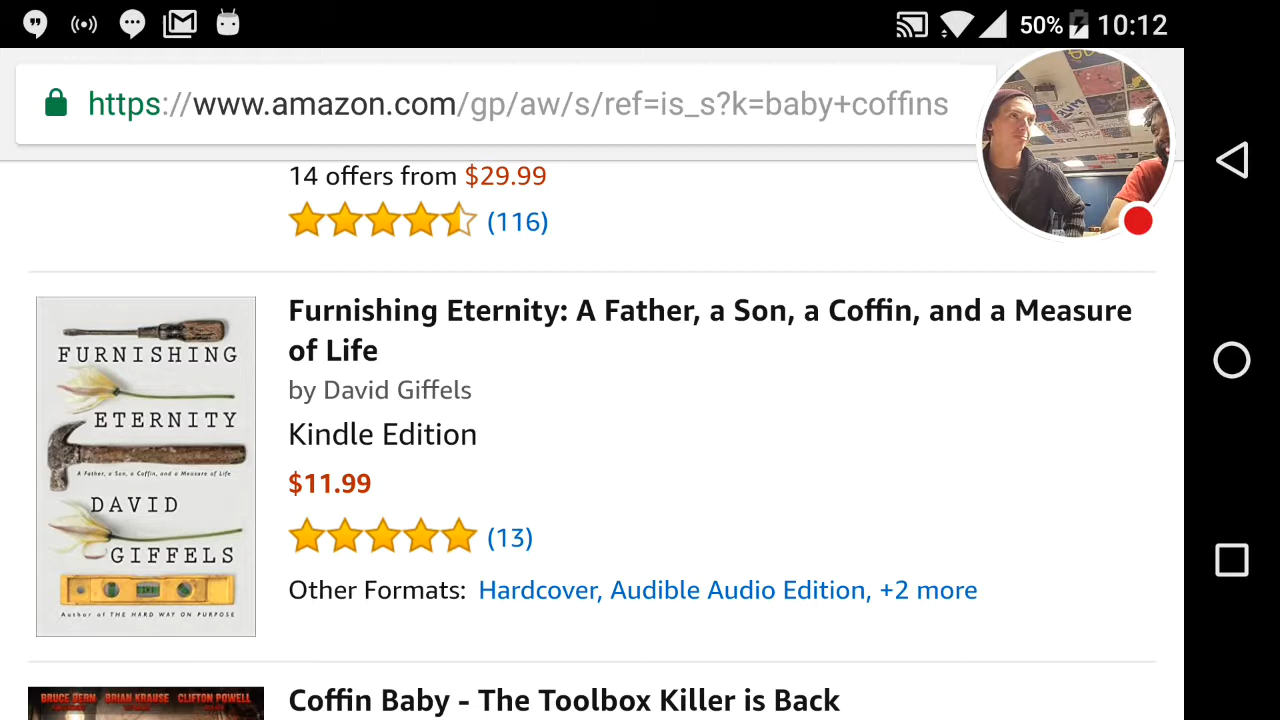 50% 10:12
https://www.amazon.com/gp/aw/s/ref=is_s?k=baby+coffins
14 offers from $29.99
(116)
FURNISHING
ETERNITY
A Father, a Son, a Coffin, and a Measure of Life
DAVID
GIFFELS
Author of THE HARD WAY ON PURPOSE
Furnishing Eternity: A Father, a Son, a Coffin, and a Measure
of Life
by David Giffels
Kindle Edition
$11.99
(13)
Other Formats: Hardcover, Audible Audio Edition, +2 more
BRUCE DERN BRIAN KRAUSE CLIFTON POWELL
Coffin Baby - The Toolbox Killer is Back